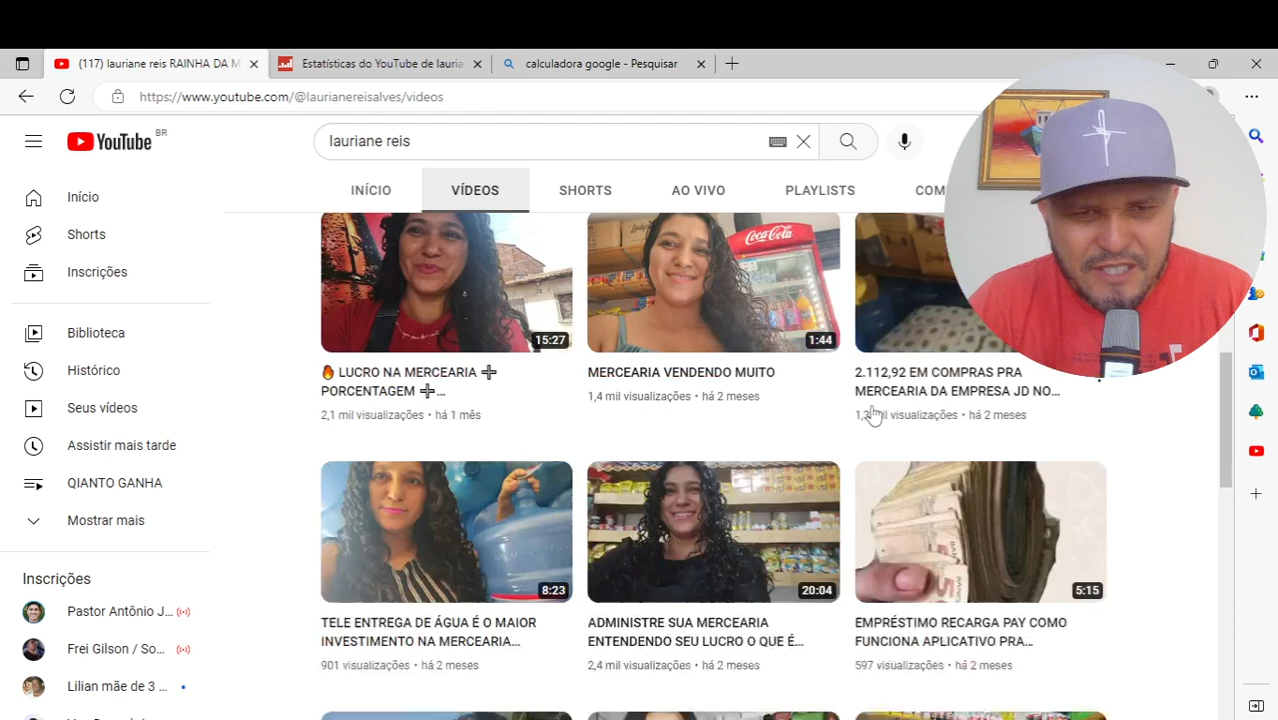 (117) lauriane reis RAINHA DA M
Estatísticas do YouTube de lauria
calculadora google - Pesquisar
https://www.youtube.com/@laurianereisalves/videos
YouTube BR
lauriane reis
INÍCIO
VÍDEOS
SHORTS
AO VIVO
PLAYLISTS
COM
Início
Shorts
Inscrições
Biblioteca
Histórico
Seus vídeos
Assistir mais tarde
QIANTO GANHA
Mostrar mais
Inscrições
Pastor Antônio J...
Frei Gilson / So...
Lilian mãe de 3 ...
15:27
🔥 LUCRO NA MERCEARIA ➕
PORCENTAGEM ➕...
2,1 mil visualizações • há 1 mês
Coca-Cola
1:44
MERCEARIA VENDENDO MUITO
1,4 mil visualizações • há 2 meses
2.112,92 EM COMPRAS PRA
MERCEARIA DA EMPRESA JD NO...
visualizações • há 2 meses
8:23
TELE ENTREGA DE ÁGUA É O MAIOR
INVESTIMENTO NA MERCEARIA...
901 visualizações • há 2 meses
20:04
ADMINISTRE SUA MERCEARIA
ENTENDENDO SEU LUCRO O QUE É...
2,4 mil visualizações • há 2 meses
5:15
EMPRÉSTIMO RECARGA PAY COMO
FUNCIONA APLICATIVO PRA...
597 visualizações • há 2 meses